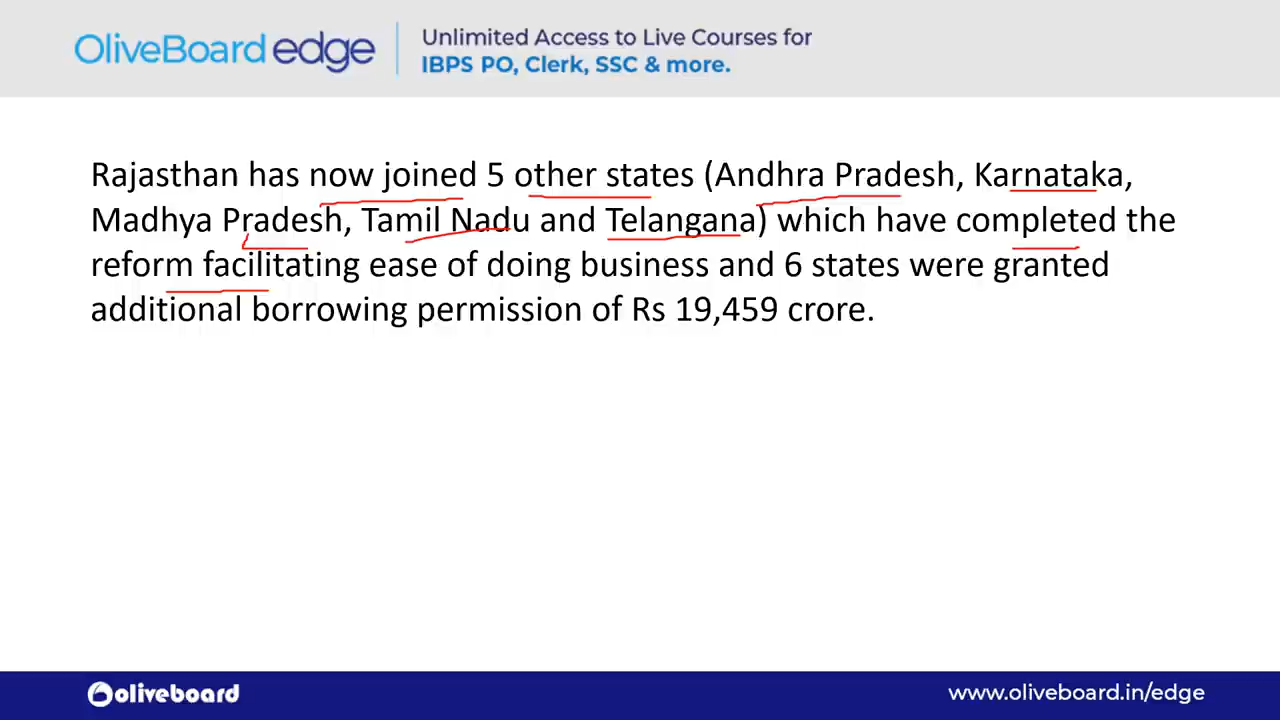 OliveBoard edge
Unlimited Access to Live Courses for
IBPS PO, Clerk, SSC & more.
Rajasthan has now joined 5 other states (Andhra Pradesh, Karnataka,
Madhya Pradesh, Tamil Nadu and Telangana) which have completed the
reform facilitating ease of doing business and 6 states were granted
additional borrowing permission of Rs 19,459 crore.
oliveboard
www.oliveboard.in/edge